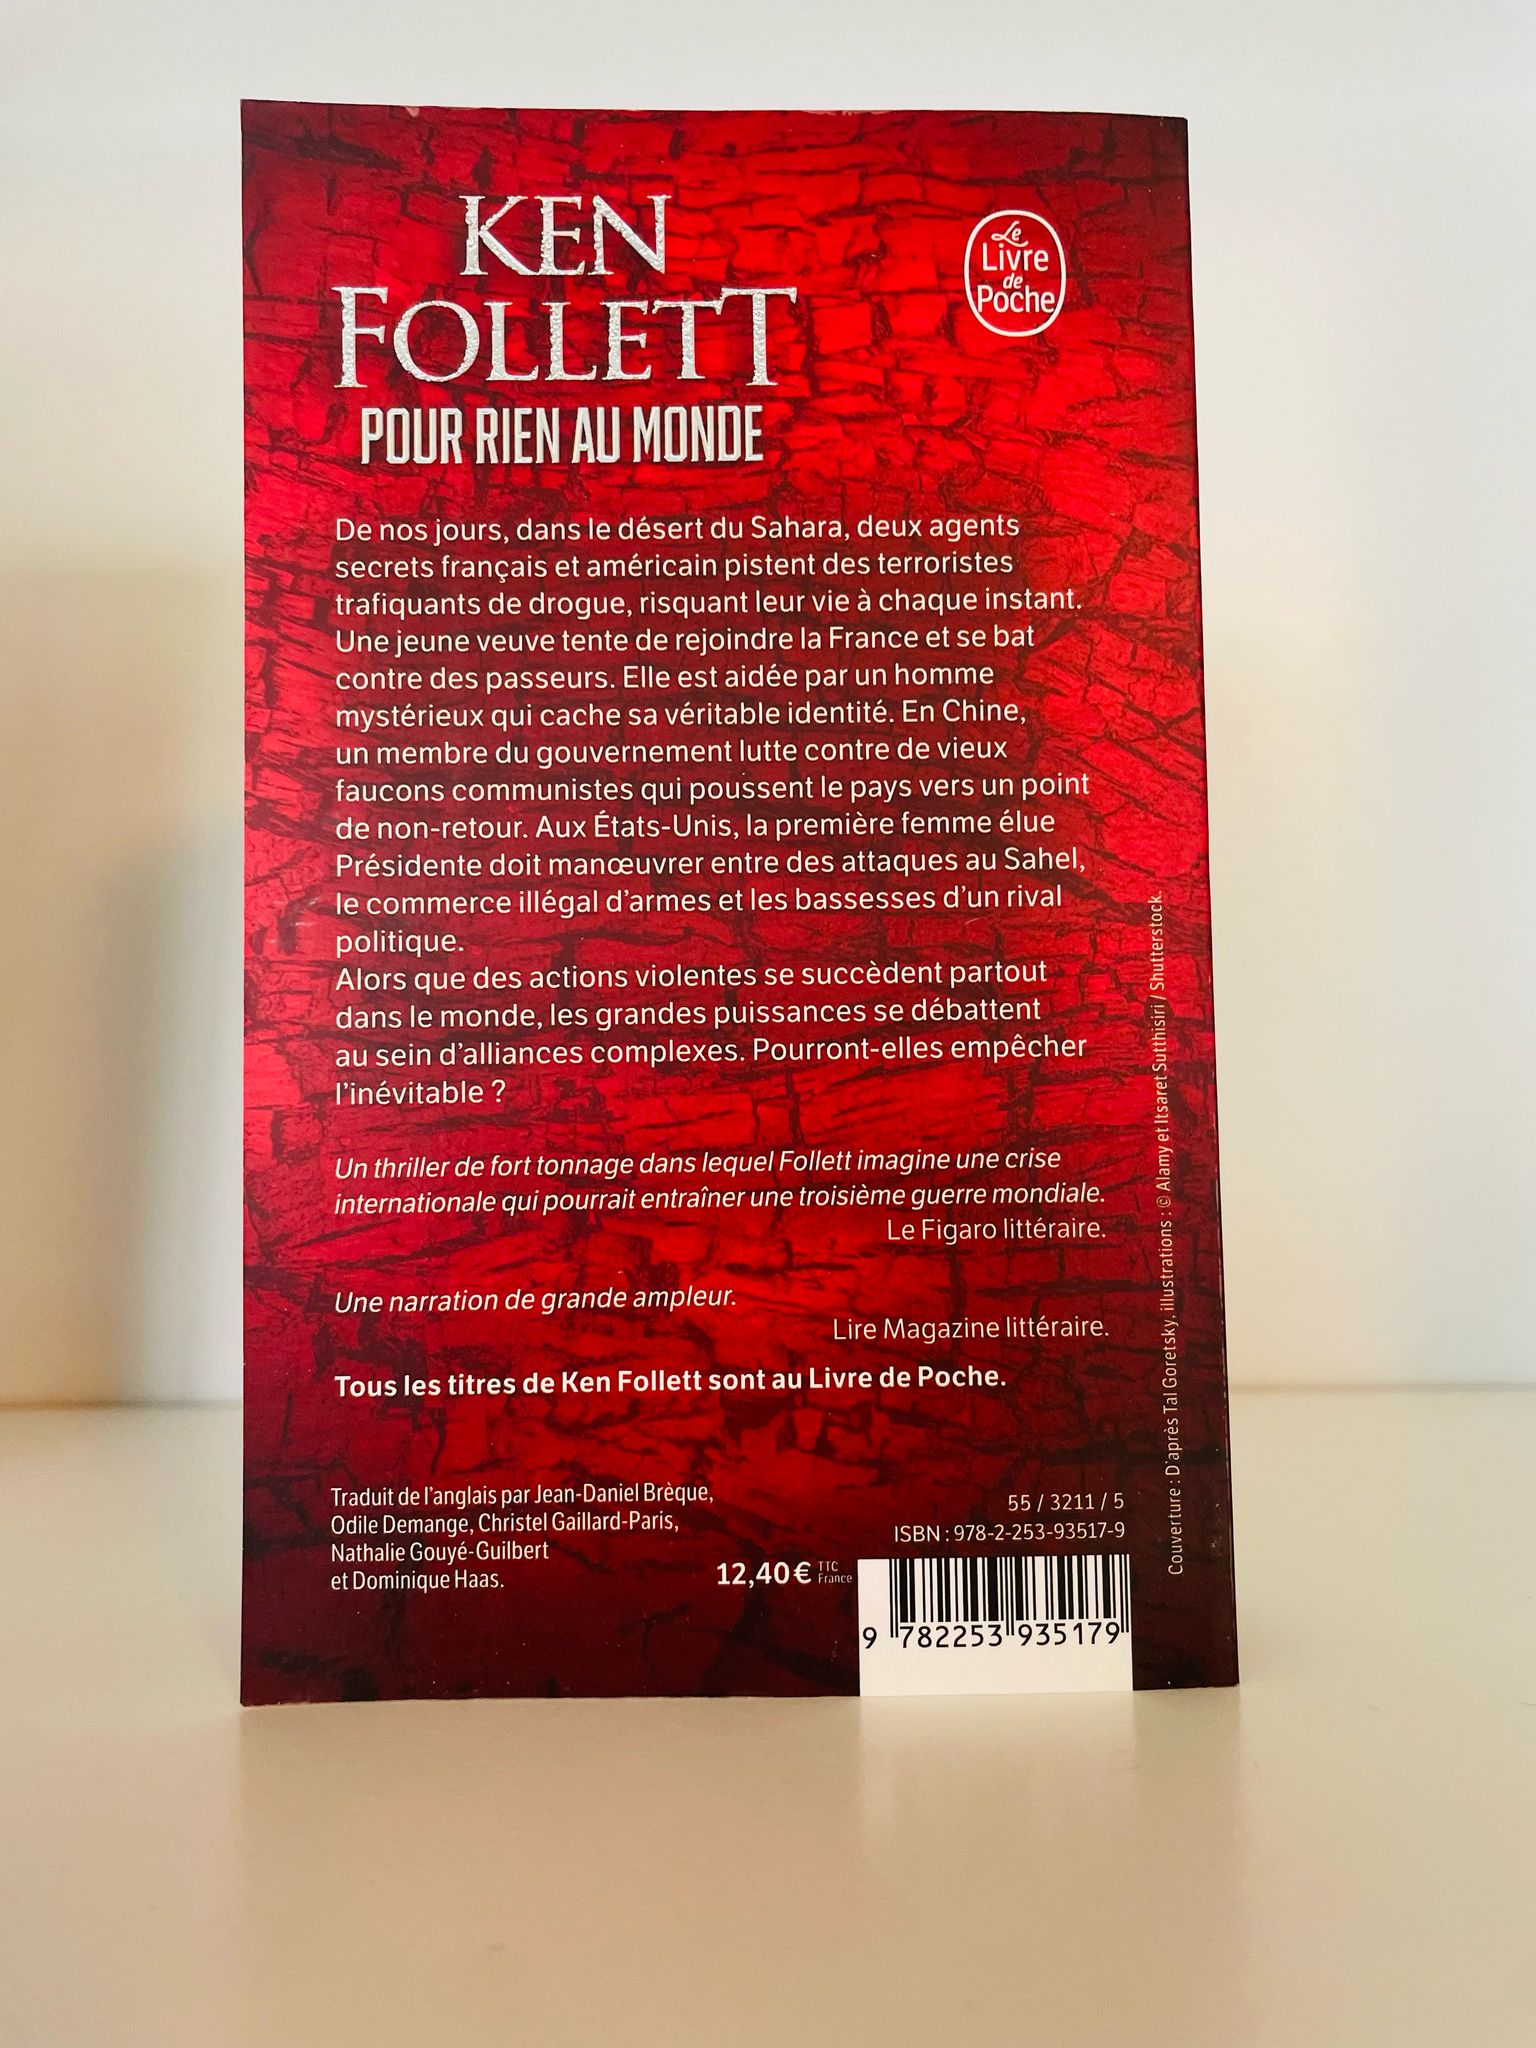 KEN
FOLLETT
POUR RIEN AU MONDE
Le
Livre
de
Poche
De nos jours, dans le désert du Sahara, deux agents
secrets français et américain pistent des terroristes
trafiquants de drogue, risquant leur vie à chaque instant.
Une jeune veuve tente de rejoindre la France et se bat
contre des passeurs. Elle est aidée par un homme
mystérieux qui cache sa véritable identité. En Chine,
un membre du gouvernement lutte contre de vieux
faucons communistes qui poussent le pays vers un point
de non-retour. Aux États-Unis, la première femme élue
Présidente doit manœuvrer entre des attaques au Sahel,
le commerce illégal d'armes et les bassesses d'un rival
politique.
Alors que des actions violentes se succèdent partout
dans le monde, les grandes puissances se débattent
au sein d'alliances complexes. Pourront-elles empêcher
l'inévitable ?
Un thriller de fort tonnage dans lequel Follett imagine une crise
internationale qui pourrait entraîner une troisième guerre mondiale.
Le Figaro littéraire.
Une narration de grande ampleur.
Lire Magazine littéraire.
Tous les titres de Ken Follett sont au Livre de Poche.
Traduit de l'anglais par Jean-Daniel Brèque,
Odile Demange, Christel Gaillard-Paris,
Nathalie Gouyé-Guilbert
et Dominique Haas.
12,40 € TTC
France
55 / 3211 / 5
ISBN : 978-2-253-93517-9
9 782253 935179
Couverture : D'après Tal Goretsky. illustrations : © Alamy et Itsaret Sutthisiri / Shutterstock.